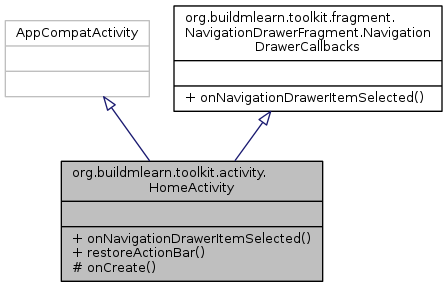 AppCompatActivity
org.buildmlearn.toolkit.fragment.
NavigationDrawerFragment.Navigation
DrawerCallbacks
+ onNavigationDrawerItemSelected()
org.buildmlearn.toolkit.activity.
HomeActivity
+ onNavigationDrawerItemSelected()
+ restoreActionBar()
# onCreate()